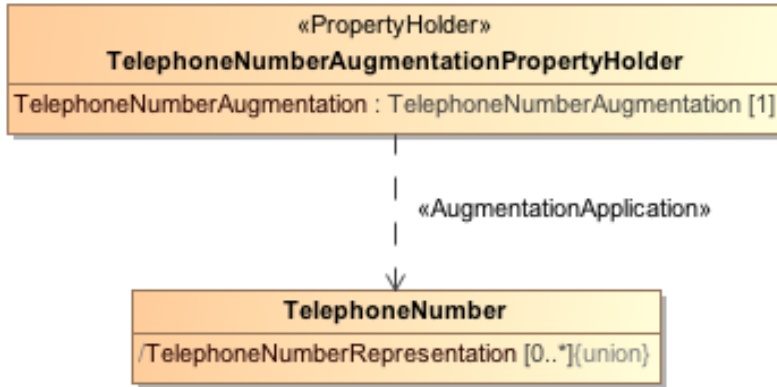 «PropertyHolder»
TelephoneNumberAugmentationPropertyHolder
TelephoneNumberAugmentation : TelephoneNumberAugmentation [1]
«AugmentationApplication»
TelephoneNumber
/TelephoneNumberRepresentation [0..*]{union}